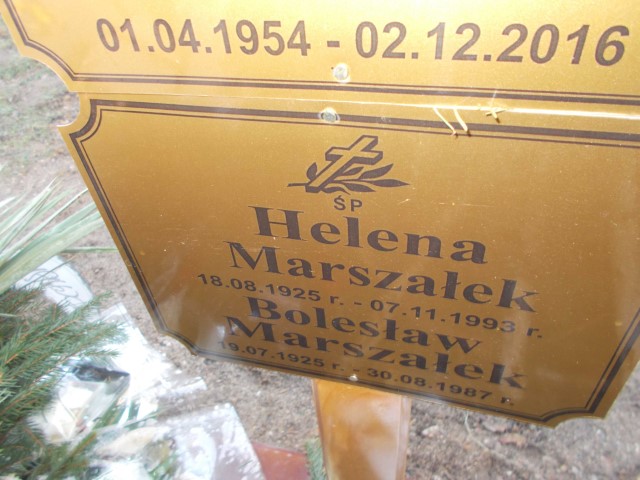 01.04.1954 - 02.12.2016
ŚP
Helena
Marszałek
18.08.1925 r. - 07.11.1993 r.
Bolesław
Marszałek
19.07.1925 r. - 30.08.1987 r.